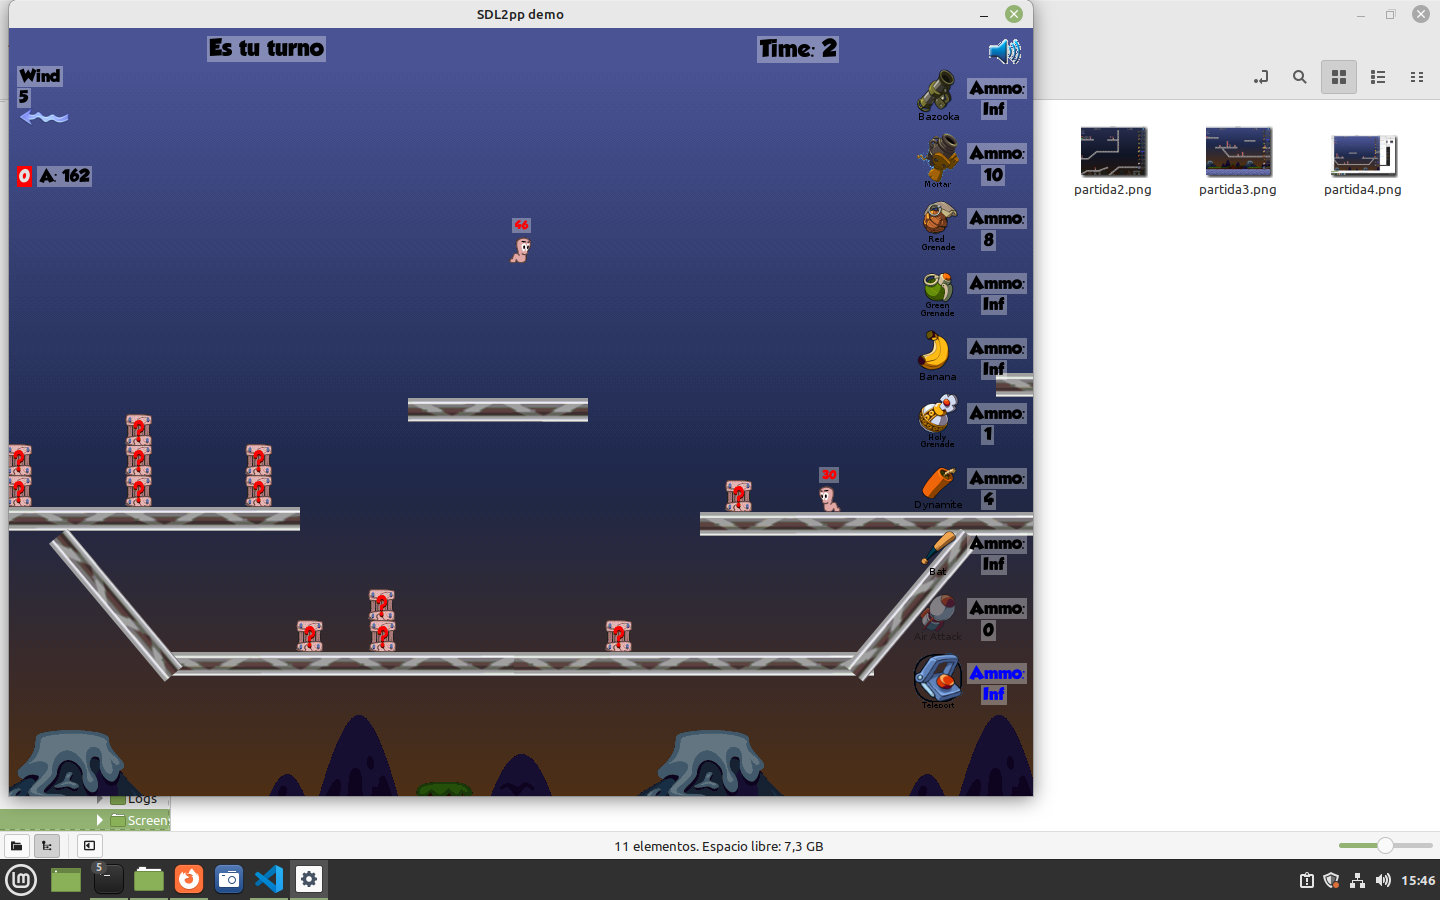 SDL2pp demo
Es tu turno
Time: 2
Wind
5
0 A: 162
46
30
Bazooka
Ammo:
Inf
Mortar
Ammo:
10
Red
Grenade
Ammo:
8
Green
Grenade
Ammo:
Inf
Banana
Ammo:
Inf
Holy
Grenade
Ammo:
1
Dynamite
Ammo:
4
Bat
Ammo:
Inf
Air Attack
Ammo:
0
Teleport
Ammo:
Inf
partida2.png
partida3.png
partida4.png
Logs
Screens
11 elementos. Espacio libre: 7,3 GB
5
15:46